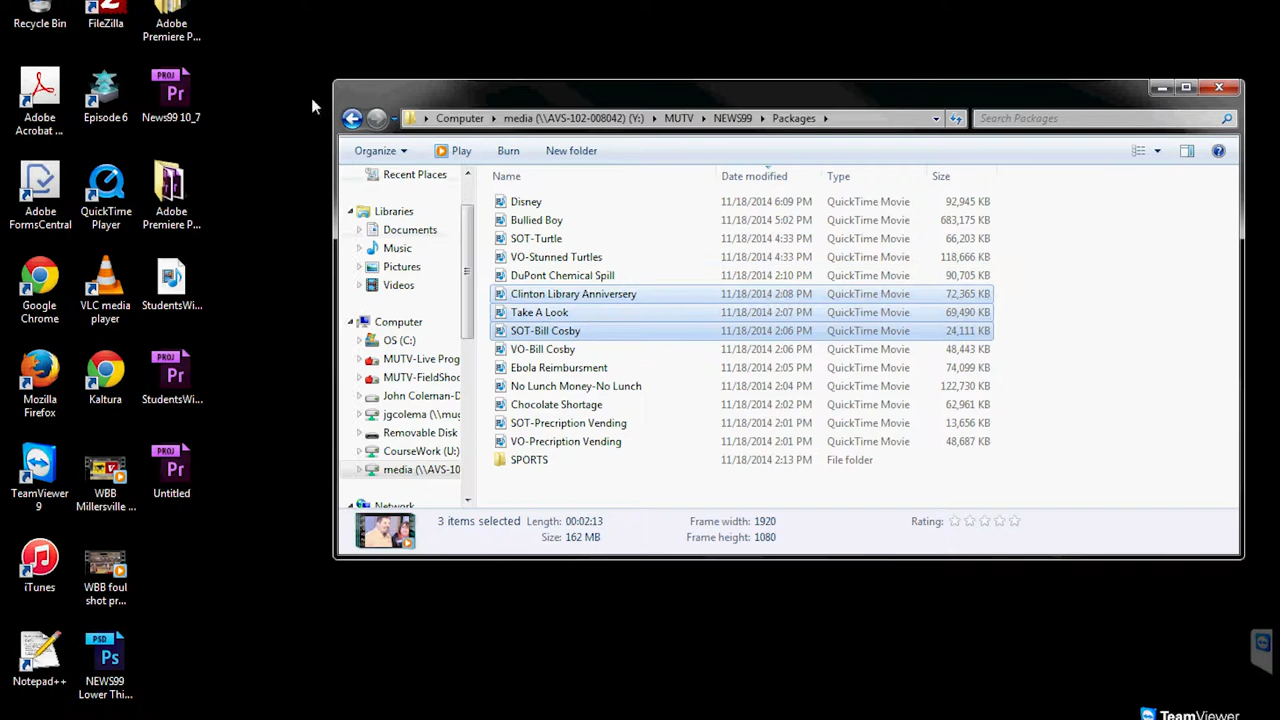 Recycle Bin
FileZilla
Adobe
Premiere P...
Adobe
Acrobat ...
Episode 6
PROJ
Pr
News99 10_7
Adobe
FormsCentral
QuickTime
Player
Adobe
Premiere P...
Google
Chrome
VLC media
player
StudentsWi...
Mozilla
Firefox
Kaltura
PROJ
Pr
StudentsWi...
TeamViewer
9
WBB
Millersville ...
PROJ
Pr
Untitled
iTunes
WBB foul
shot pr...
Notepad++
PSD
Ps
NEWS99
Lower Thi...
Computer
media (\\AVS-102-008042) (Y:)
MUTV
NEWS99
Packages
Search Packages
Organize
Play
Burn
New folder
Recent Places
Libraries
Documents
Music
Pictures
Videos
Computer
OS (C:)
MUTV-Live Prog
MUTV-FieldShoo
John Coleman-D
jgcolema (\\mug
Removable Disk
CourseWork (U:)
media (\\AVS-10
Network
Name Date modified Type Size
Disney 11/18/2014 6:09 PM QuickTime Movie 92,945 KB
Bullied Boy 11/18/2014 5:02 PM QuickTime Movie 683,175 KB
SOT-Turtle 11/18/2014 4:33 PM QuickTime Movie 66,203 KB
VO-Stunned Turtles 11/18/2014 4:33 PM QuickTime Movie 118,666 KB
DuPont Chemical Spill 11/18/2014 2:10 PM QuickTime Movie 90,705 KB
Clinton Library Anniversery 11/18/2014 2:08 PM QuickTime Movie 72,365 KB
Take A Look 11/18/2014 2:07 PM QuickTime Movie 69,490 KB
SOT-Bill Cosby 11/18/2014 2:06 PM QuickTime Movie 24,111 KB
VO-Bill Cosby 11/18/2014 2:06 PM QuickTime Movie 48,443 KB
Ebola Reimbursment 11/18/2014 2:05 PM QuickTime Movie 74,099 KB
No Lunch Money-No Lunch 11/18/2014 2:04 PM QuickTime Movie 122,730 KB
Chocolate Shortage 11/18/2014 2:02 PM QuickTime Movie 62,961 KB
SOT-Precription Vending 11/18/2014 2:01 PM QuickTime Movie 13,656 KB
VO-Precription Vending 11/18/2014 2:01 PM QuickTime Movie 48,687 KB
SPORTS 11/18/2014 2:13 PM File folder
3 items selected Length: 00:02:13 Frame width: 1920 Rating:
Size: 162 MB Frame height: 1080
TeamViewer